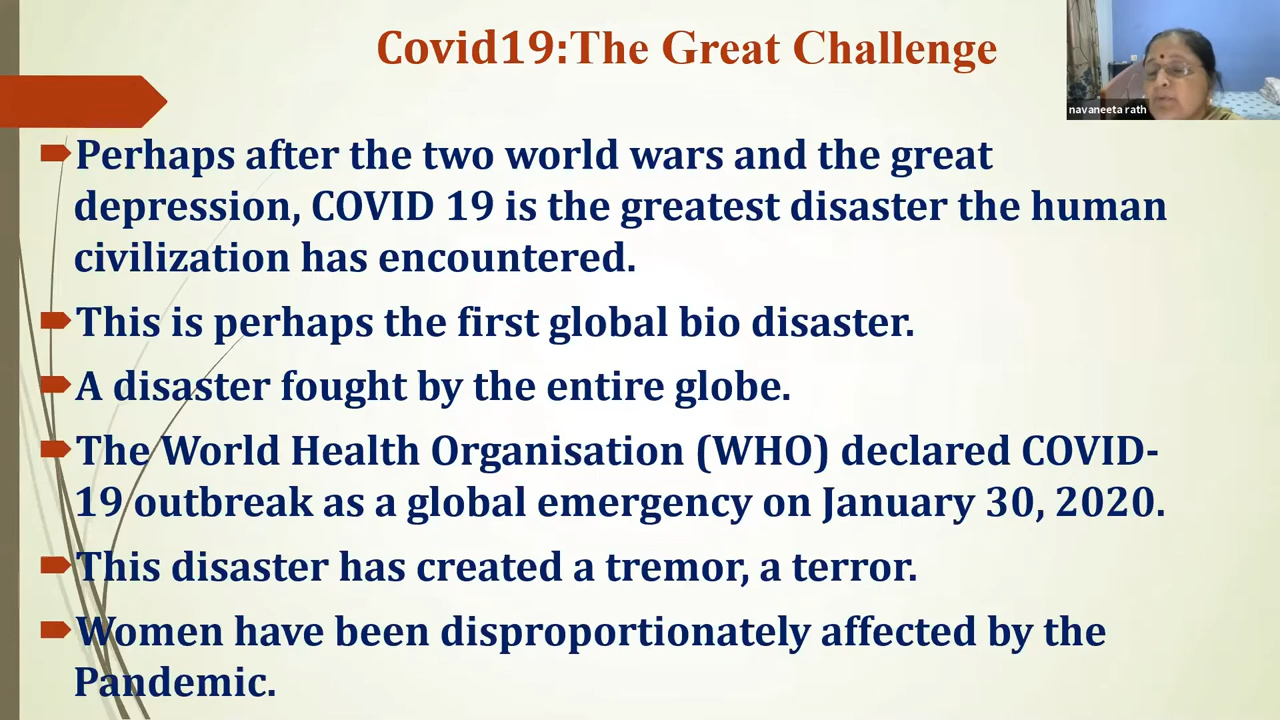 Covid19:The Great Challenge
navaneeta rath
Perhaps after the two world wars and the great
depression, COVID 19 is the greatest disaster the human
civilization has encountered.
This is perhaps the first global bio disaster.
A disaster fought by the entire globe.
The World Health Organisation (WHO) declared COVID-
19 outbreak as a global emergency on January 30, 2020.
This disaster has created a tremor, a terror.
Women have been disproportionately affected by the
Pandemic.